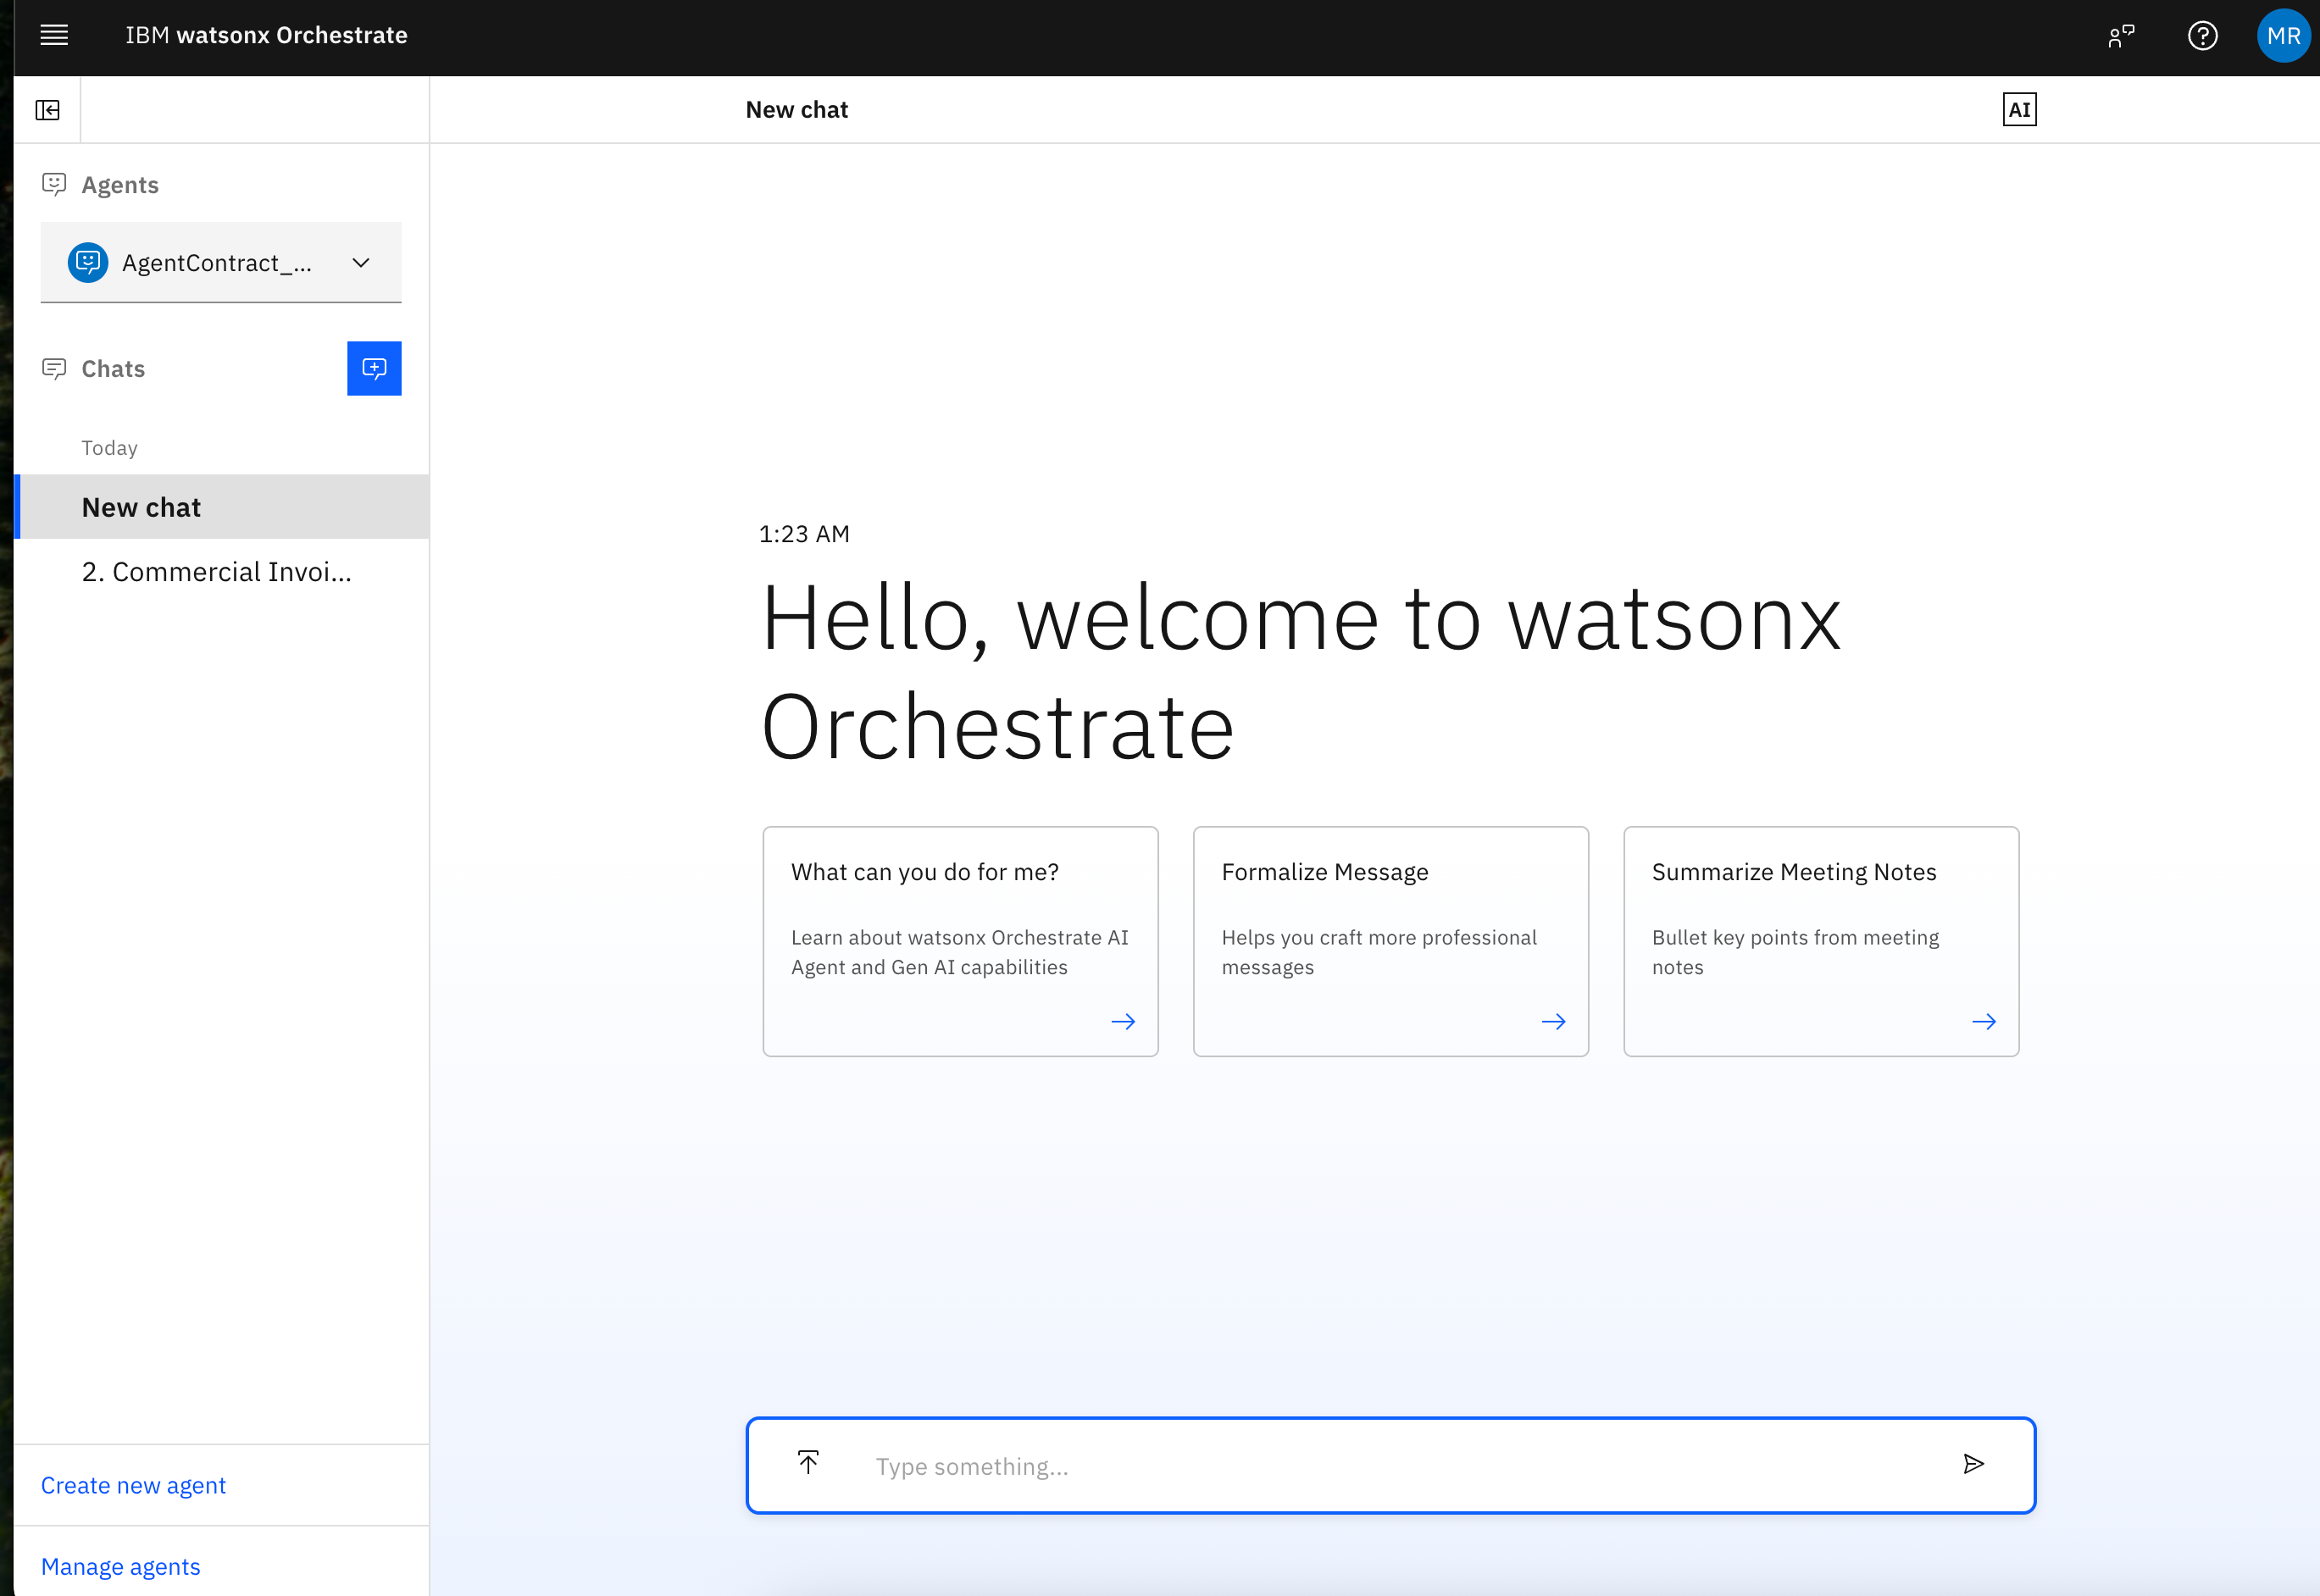 IBM watsonx Orchestrate
MR
New chat
AI
Agents
AgentContract_...
Chats
Today
New chat
2. Commercial Invoi...
1:23 AM
Hello, welcome to watsonx
Orchestrate
What can you do for me?
Learn about watsonx Orchestrate AI
Agent and Gen AI capabilities
Formalize Message
Helps you craft more professional
messages
Summarize Meeting Notes
Bullet key points from meeting
notes
Type something...
Create new agent
Manage agents